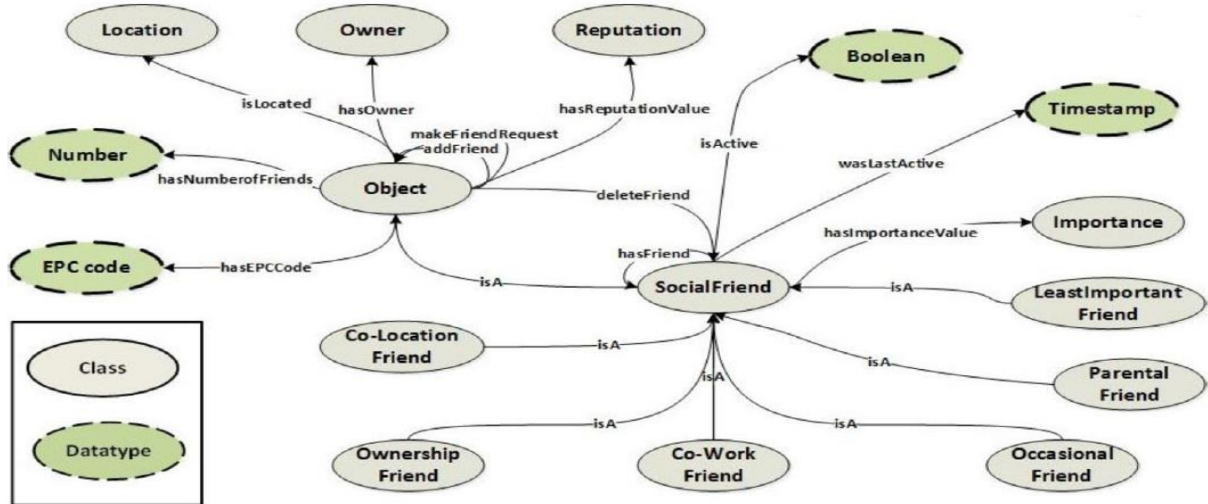 Location
Owner
Reputation
Boolean
isLocated
hasOwner
hasReputationValue
Timestamp
makeFriendRequest
addFriend
isActive
Number
hasNumberofFriends
Object
wasLastActive
deleteFriend
Importance
hasImportanceValue
hasFriend
EPC code
hasEPCCode
isA
SocialFriend
isA
LeastImportant
Friend
Co-Location
Friend
isA
Class
isA
isA
Parental
Friend
isA
isA
Datatype
Ownership
Friend
Co-Work
Friend
Occasional
Friend